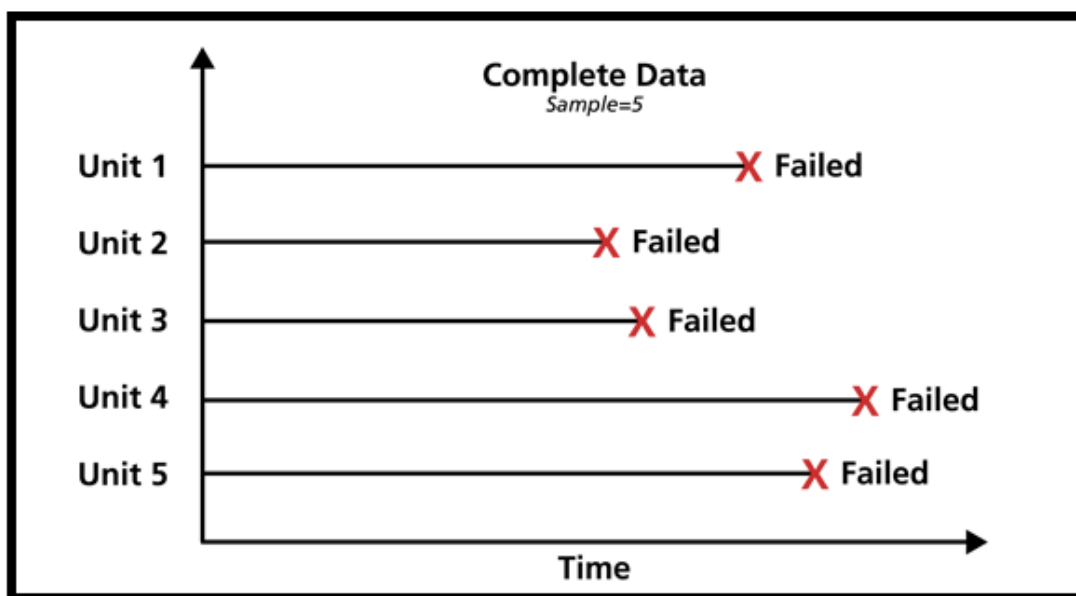 Complete Data
Sample=5
Unit 1
X Failed
Unit 2
X Failed
Unit 3
X Failed
Unit 4
X Failed
Unit 5
X Failed
Time